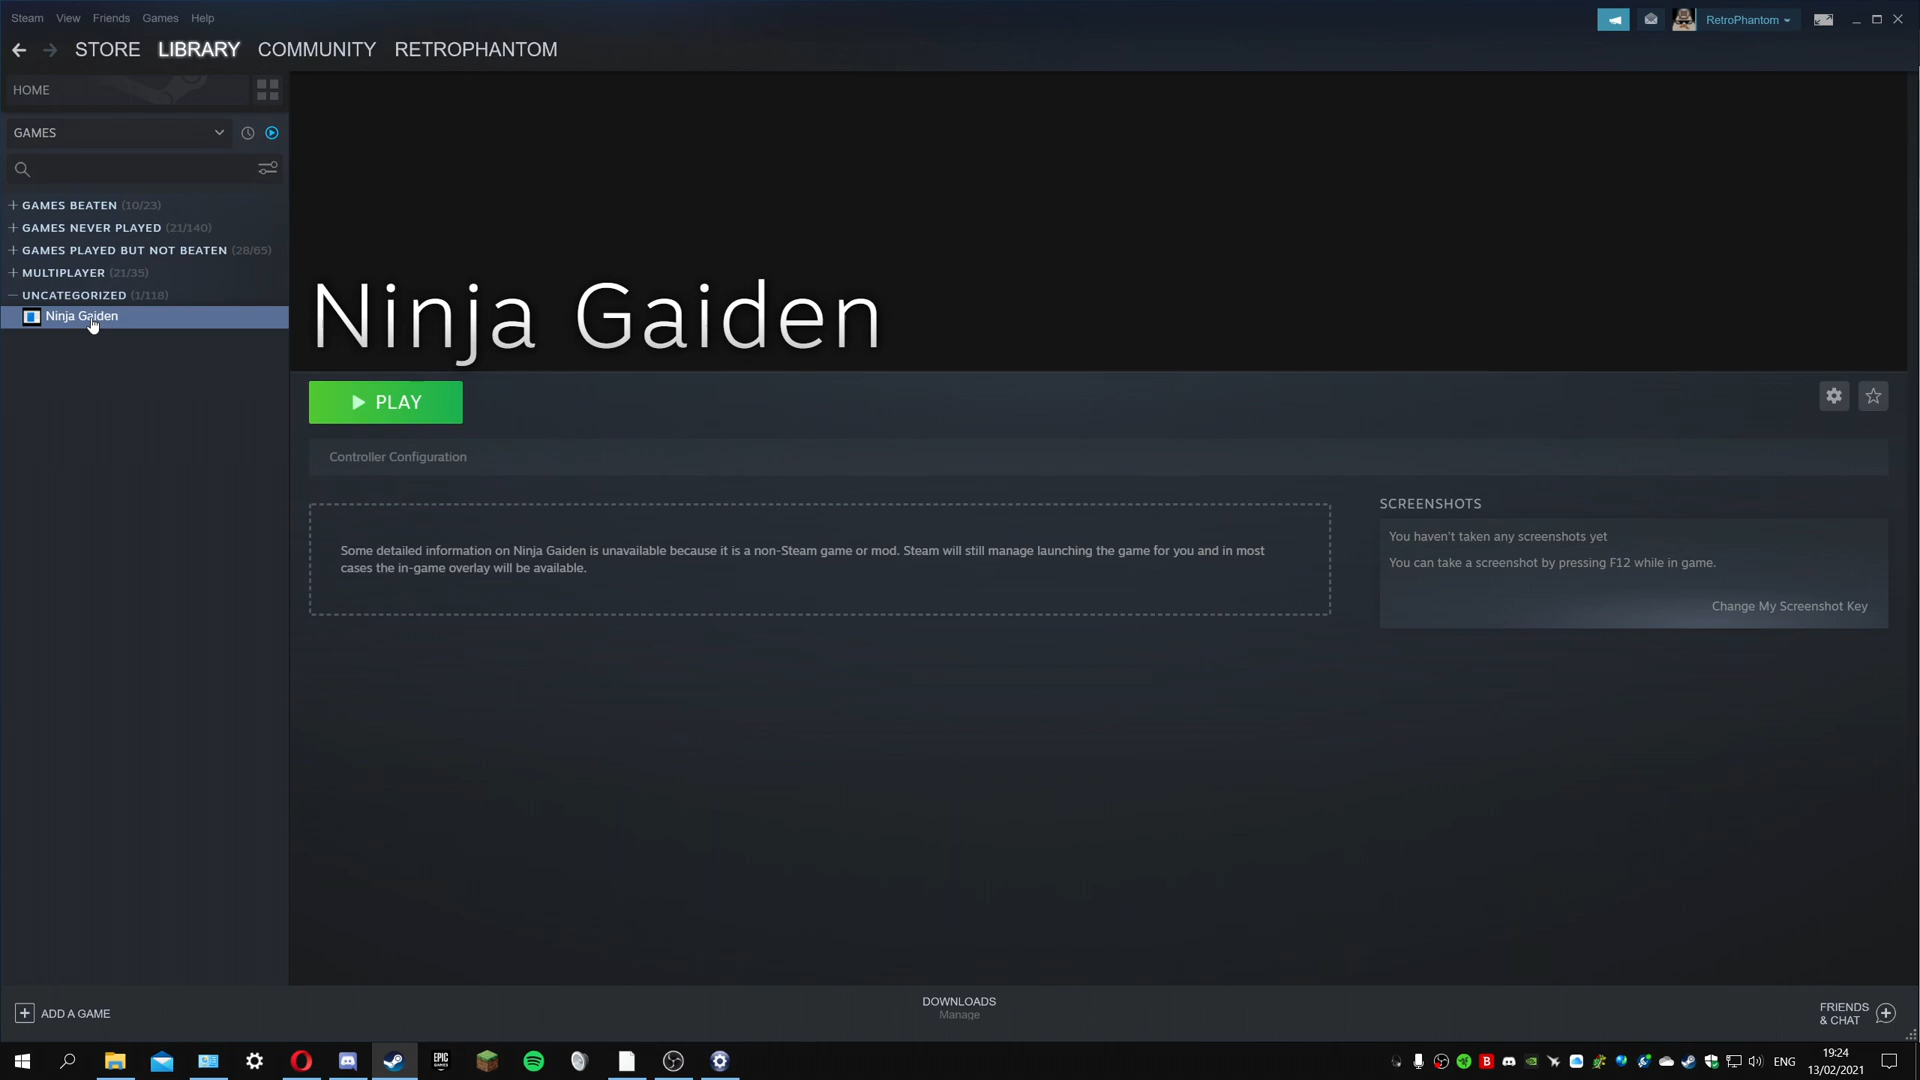 Steam View Friends Games Help
RetroPhantom
STORE LIBRARY COMMUNITY RETROPHANTOM
HOME
GAMES
GAMES BEATEN (10/23)
GAMES NEVER PLAYED (21/140)
GAMES PLAYED BUT NOT BEATEN (28/65)
MULTIPLAYER (21/35)
UNCATEGORIZED (1/118)
Ninja Gaiden
Ninja Gaiden
PLAY
Controller Configuration
Some detailed information on Ninja Gaiden is unavailable because it is a non-Steam game or mod. Steam will still manage launching the game for you and in most
cases the in-game overlay will be available.
SCREENSHOTS
You haven't taken any screenshots yet
You can take a screenshot by pressing F12 while in game.
Change My Screenshot Key
ADD A GAME
DOWNLOADS
Manage
FRIENDS
& CHAT
EPIC
GAMES
ENG
19:24
13/02/2021